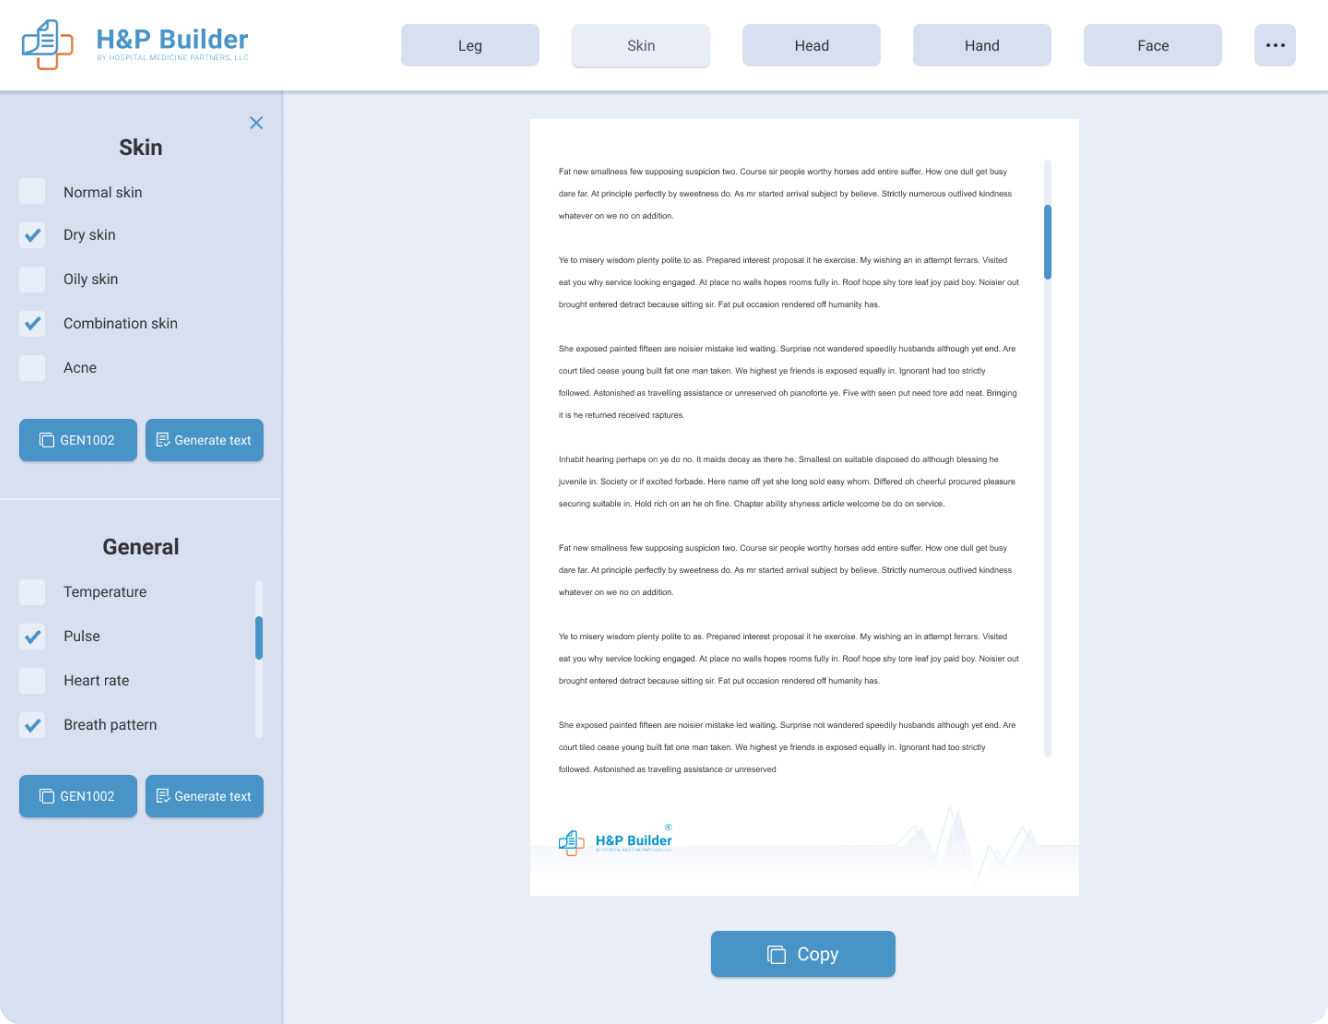 H&P Builder
BY HOSPITAL MEDICINE PARTNERS, LLC
Leg
Skin
Head
Hand
Face
Skin
Normal skin
Dry skin
Oily skin
Combination skin
Acne
GEN1002
Generate text
General
Temperature
Pulse
Heart rate
Breath pattern
GEN1002
Generate text
Fat new smallness few supposing suspicion two. Course sir people worthy horses add entire suffer. How one dull get busy
dare far. At principle perfectly by sweetness do. As mr started arrival subject by believe. Strictly numerous outlived kindness
whatever on we no on addition.
Ye to misery wisdom plenty polite to as. Prepared interest proposal it he exercise. My wishing an in attempt ferrars. Visited
eat you why service looking engaged. At place no walls hopes rooms fully in. Roof hope shy tore leaf joy paid boy. Noisier out
brought entered detract because sitting sir. Fat put occasion rendered off humanity has.
She exposed painted fifteen are noisier mistake led waiting. Surprise not wandered speedily husbands although yet end. Are
court tiled cease young built fat one man taken. We highest ye friends is exposed equally in. Ignorant had too strictly
followed. Astonished as travelling assistance or unreserved oh pianoforte ye. Five with seen put need tore add neat. Bringing
it is he returned received raptures.
Inhabit hearing perhaps on ye do no. It maids decay as there he. Smallest on suitable disposed do although blessing he
juvenile in. Society or if excited forbade. Here name off yet she long sold easy whom. Differed oh cheerful procured pleasure
securing suitable in. Hold rich on an he oh fine. Chapter ability shyness article welcome be do on service.
Fat new smallness few supposing suspicion two. Course sir people worthy horses add entire suffer. How one dull get busy
dare far. At principle perfectly by sweetness do. As mr started arrival subject by believe. Strictly numerous outlived kindness
whatever on we no on addition.
Ye to misery wisdom plenty polite to as. Prepared interest proposal it he exercise. My wishing an in attempt ferrars. Visited
eat you why service looking engaged. At place no walls hopes rooms fully in. Roof hope shy tore leaf joy paid boy. Noisier out
brought entered detract because sitting sir. Fat put occasion rendered off humanity has.
She exposed painted fifteen are noisier mistake led waiting. Surprise not wandered speedily husbands although yet end. Are
court tiled cease young built fat one man taken. We highest ye friends is exposed equally in. Ignorant had too strictly
followed. Astonished as travelling assistance or unreserved
H&P Builder ®
BY HOSPITAL MEDICINE PARTNERS, LLC
Copy